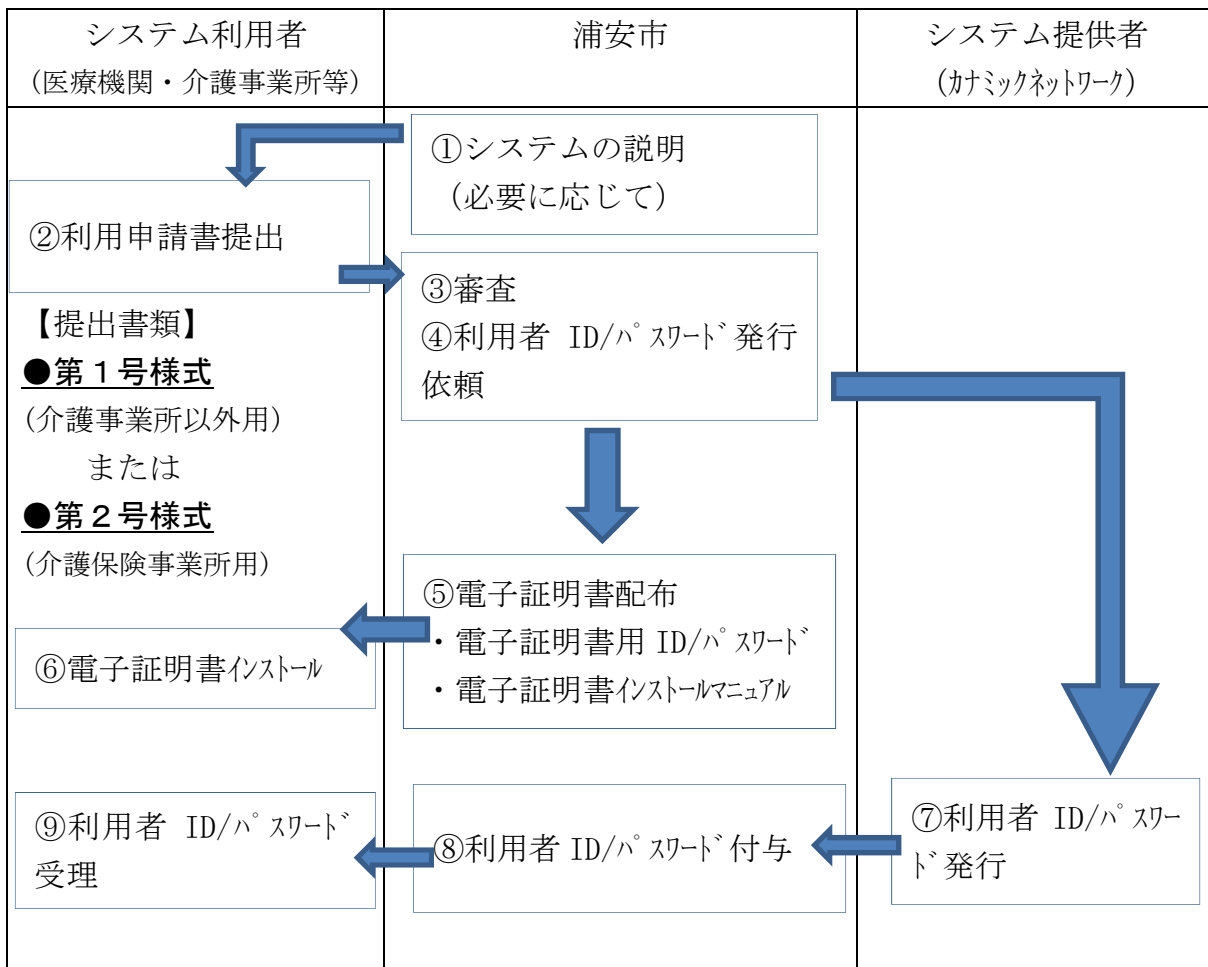 システム利用者
(医療機関・介護事業所等)
浦安市
システム提供者
(ｶﾅﾐｯｸﾈｯﾄﾜｰｸ)
①システムの説明
(必要に応じて)
②利用申請書提出
【提出書類】
●第１号様式
(介護事業所以外用)
または
●第２号様式
(介護保険事業所用)
③審査
④利用者 ID/ﾊﾟｽﾜｰﾄﾞ発行
依頼
⑤電子証明書配布
・電子証明書用 ID/ﾊﾟｽﾜｰﾄﾞ
・電子証明書ｲﾝｽﾄｰﾙﾏﾆｭｱﾙ
⑥電子証明書ｲﾝｽﾄｰﾙ
⑦利用者 ID/ﾊﾟｽﾜｰ
ﾄﾞ発行
⑧利用者 ID/ﾊﾟｽﾜｰﾄﾞ付与
⑨利用者 ID/ﾊﾟｽﾜｰﾄﾞ
受理